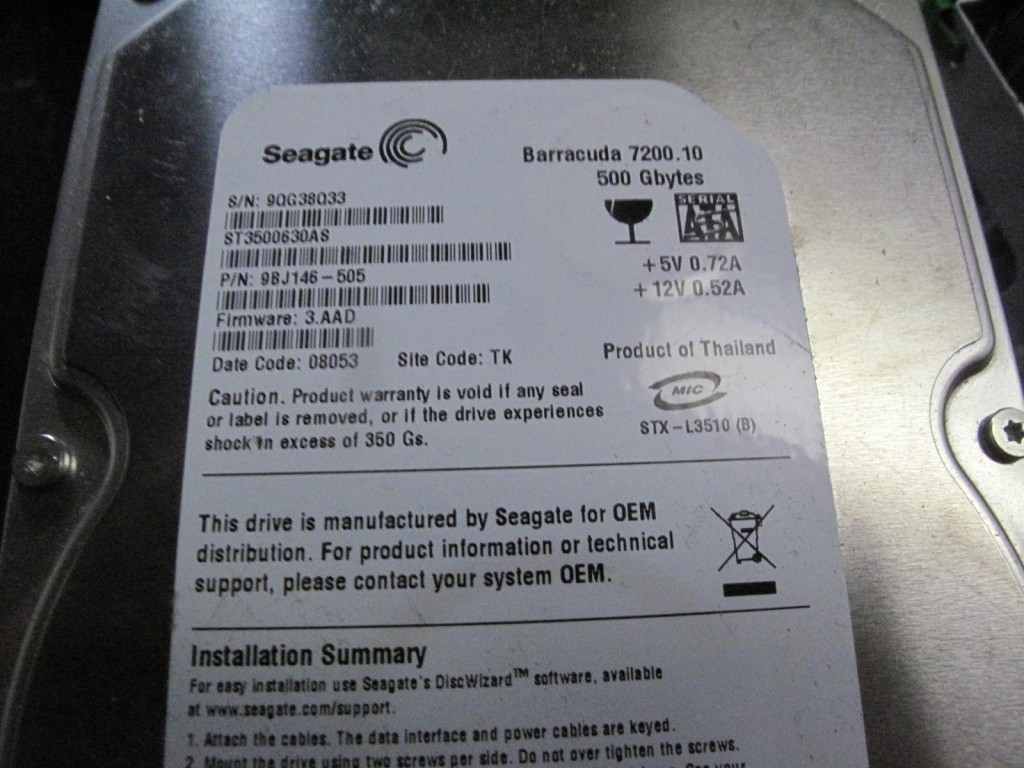 Seagate
Barracuda 7200.10
500 Gbytes
S/N: 9QG38Q33
ST3500630AS
P/N: 9BJ146-505
Firmware: 3.AAD
Date Code: 08053 Site Code: TK
SERIAL
ATA
+5V 0.72A
+12V 0.52A
Product of Thailand
MIC
STX-L3510 (B)
Caution. Product warranty is void if any seal
or label is removed, or if the drive experiences
shock in excess of 350 Gs.
This drive is manufactured by Seagate for OEM
distribution. For product information or technical
support, please contact your system OEM.
Installation Summary
For easy installation use Seagate's DiscWizard™ software, available
at www.seagate.com/support.
1. Attach the cables. The data interface and power cables are keyed.
2. Mount the drive using two screws per side. Do not over tighten the screws.